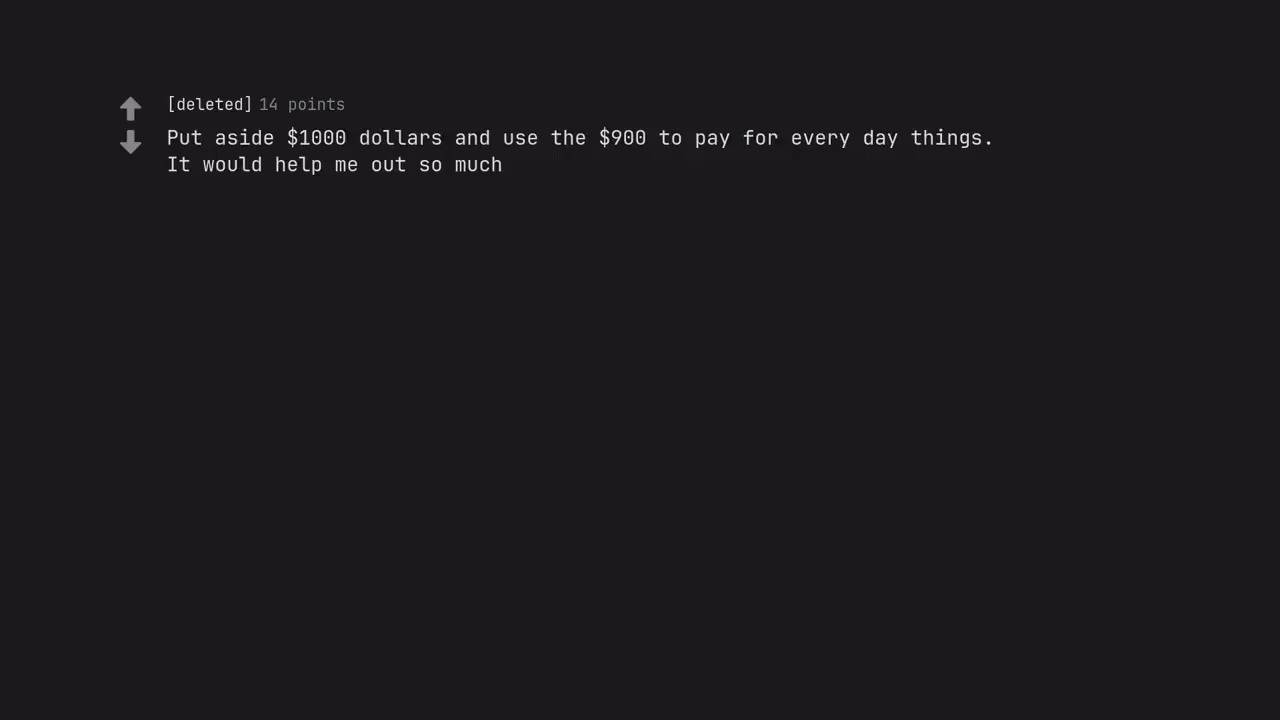 [deleted] 14 points
Put aside $1000 dollars and use the $900 to pay for every day things.
It would help me out so much